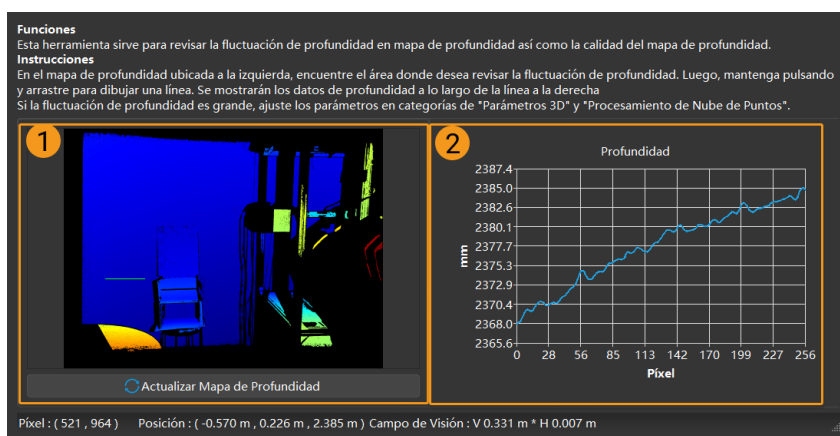 Funciones
Esta herramienta sirve para revisar la fluctuación de profundidad en mapa de profundidad así como la calidad del mapa de profundidad.
Instrucciones
En el mapa de profundidad ubicada a la izquierda, encuentre el área donde desea revisar la fluctuación de profundidad. Luego, mantenga pulsando
y arrastre para dibujar una línea. Se mostrarán los datos de profundidad a lo largo de la línea a la derecha
Si la fluctuación de profundidad es grande, ajuste los parámetros en categorías de "Parámetros 3D" y "Procesamiento de Nube de Puntos".
1
Actualizar Mapa de Profundidad
2
Profundidad
2387.4
2385.0
2382.6
2380.1
2377.7
2375.3
2372.9
2370.4
2368.0
2365.6
mm
0 28 56 85 113 142 170 199 227 256
Píxel
Píxel : ( 521 , 964 ) Posición : ( -0.570 m , 0.226 m , 2.385 m ) Campo de Visión : V 0.331 m * H 0.007 m